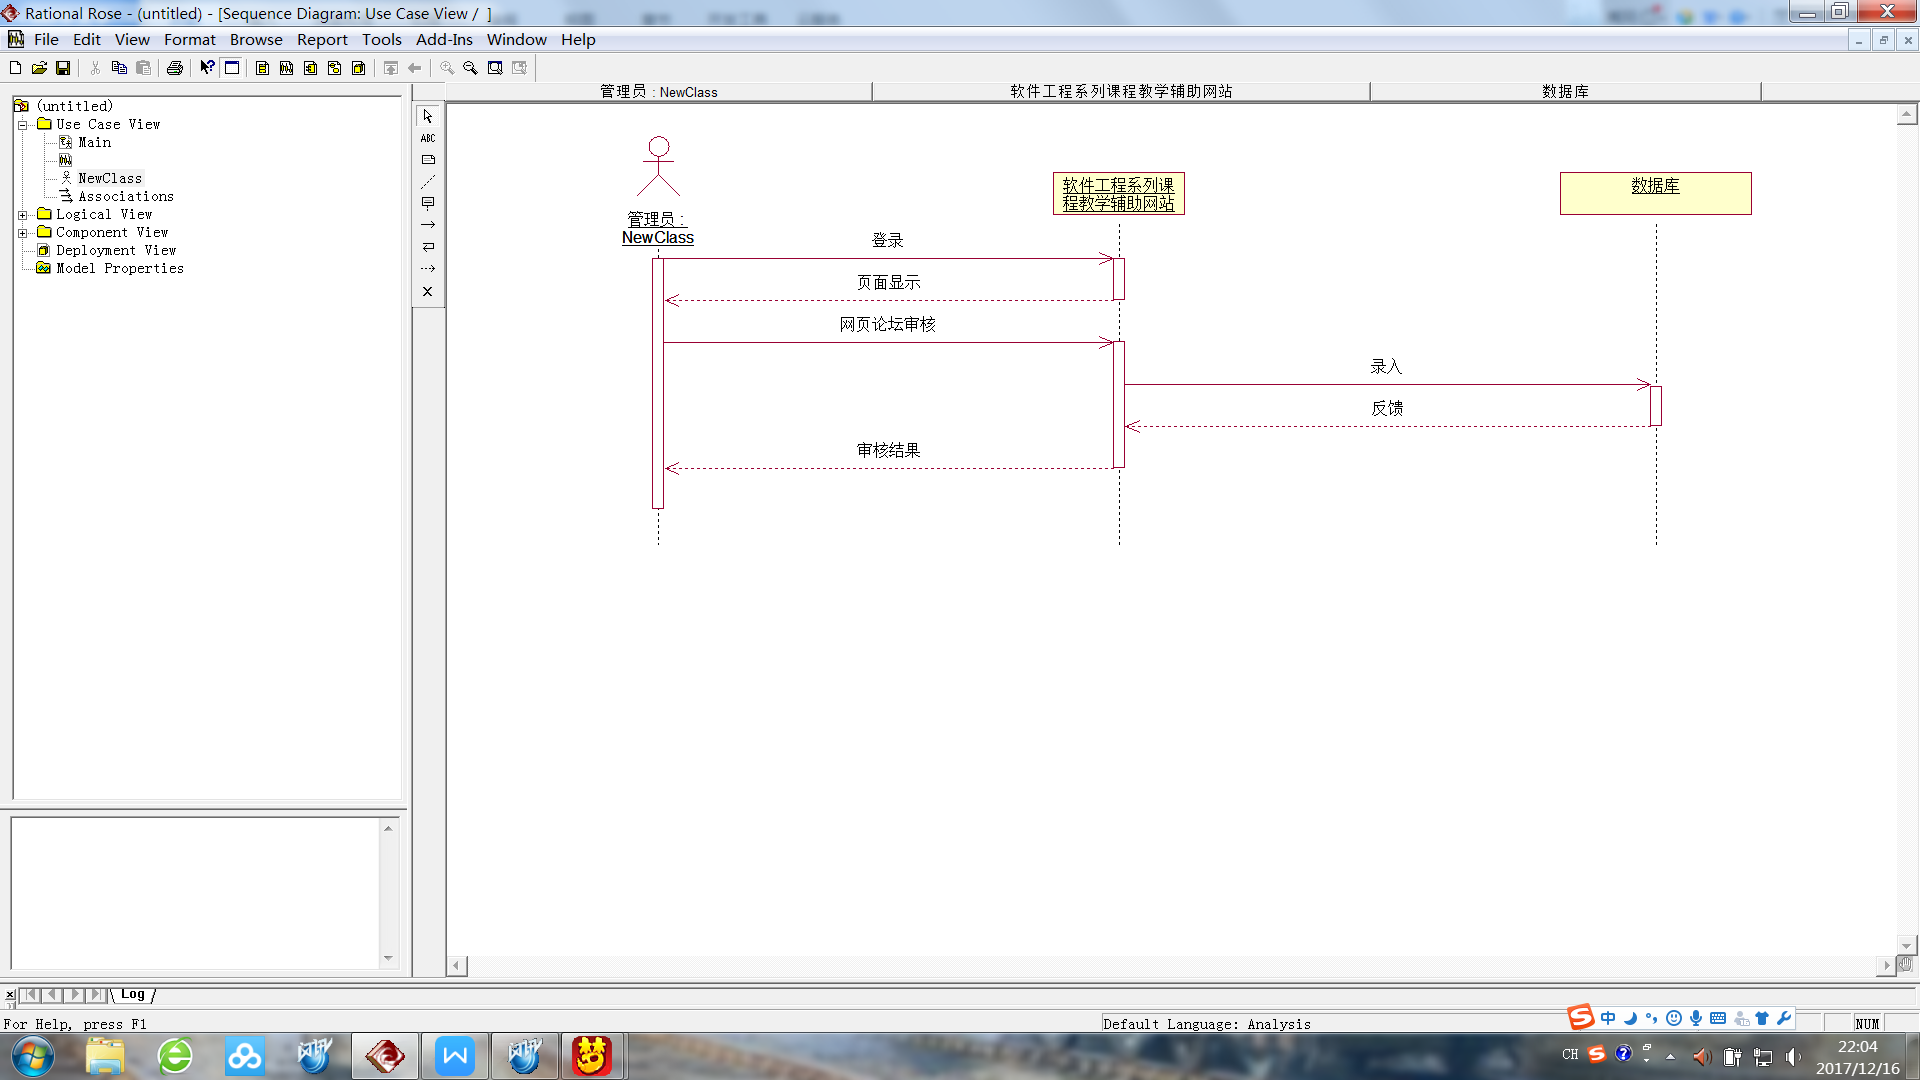 Rational Rose - (untitled) - [Sequence Diagram: Use Case View / ]
File Edit View Format Browse Report Tools Add-Ins Window Help
管理员 : NewClass
软件工程系列课程教学辅助网站
数据库
(untitled)
Use Case View
Main
NewClass
Associations
Logical View
Component View
Deployment View
Model Properties
ABC
管理员 :
NewClass
软件工程系列课
程教学辅助网站
数据库
登录
页面显示
网页论坛审核
录入
反馈
审核结果
Log
For Help, press F1
Default Language: Analysis
中
NUM
CH
22:04
2017/12/16